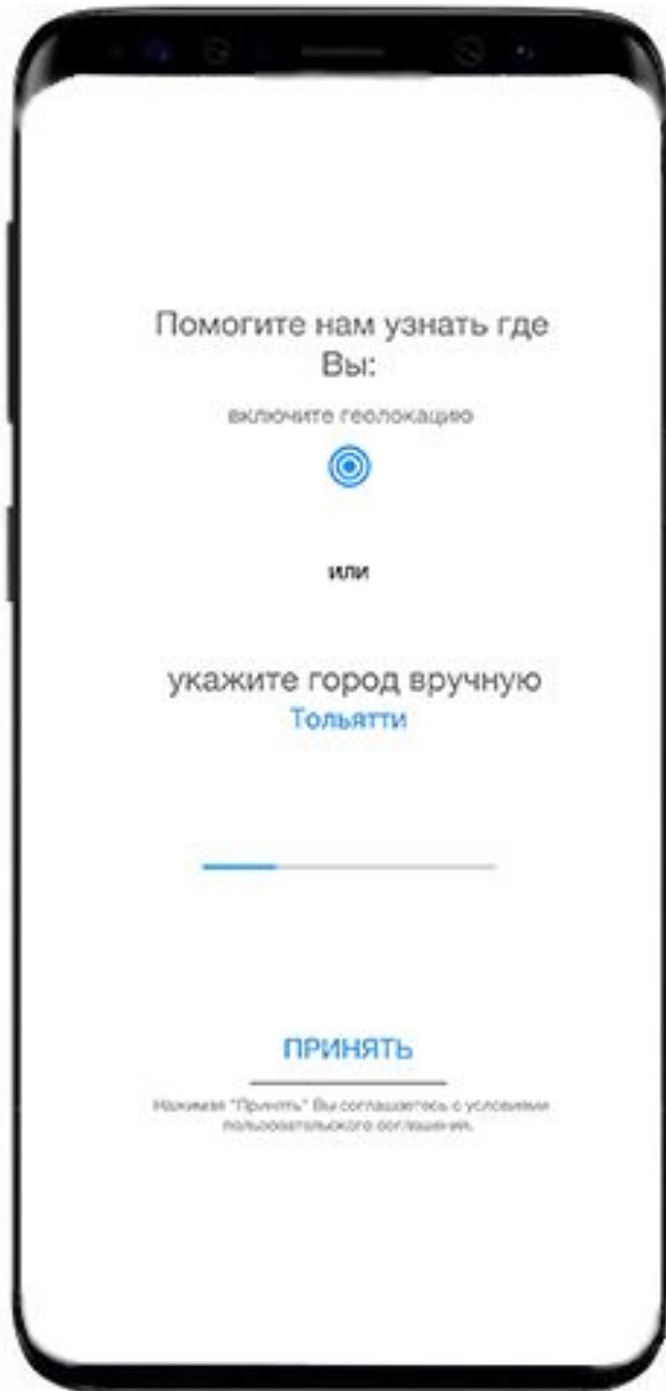 Помогите нам узнать где
Вы:
включите геолокацию
или
укажите город вручную
Тольятти
ПРИНЯТЬ
Нажимая "Принять" Вы соглашаетесь с условиями
пользовательского соглашения.